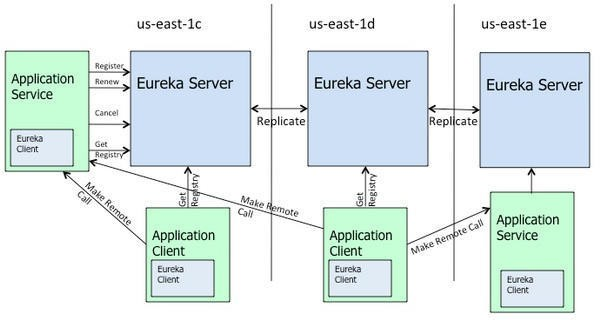 us-east-1c
us-east-1d
us-east-1e
Application
Service
Eureka
Client
Register
Renew
Cancel
Get
Registry
Eureka Server
Replicate
Eureka Server
Replicate
Eureka Server
Make Remote
Call
Get
Registry
Make Remote
Call
Get
Registry
Make Remote Call
Application
Client
Eureka
Client
Application
Client
Eureka
Client
Application
Service
Eureka
Client